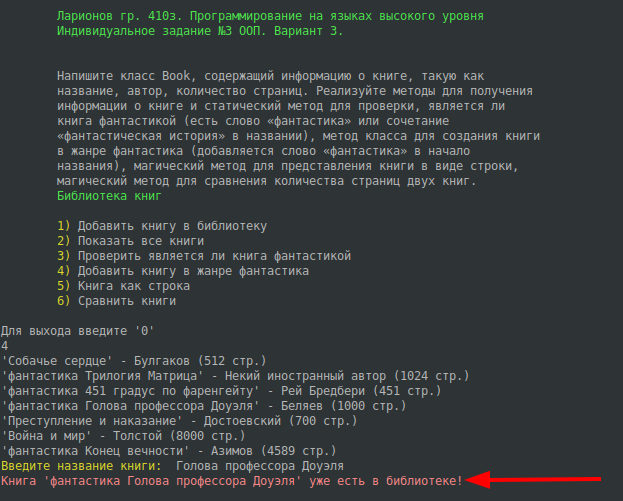 Ларионов гр. 410з. Программирование на языках высокого уровня
Индивидуальное задание №3 ООП. Вариант 3.
Напишите класс Book, содержащий информацию о книге, такую как
название, автор, количество страниц. Реализуйте методы для получения
информации о книге и статический метод для проверки, является ли
книга фантастикой (есть слово «фантастика» или сочетание
«фантастическая история» в названии), метод класса для создания книги
в жанре фантастика (добавляется слово «фантастика» в начало
названия), магический метод для представления книги в виде строки,
магический метод для сравнения количества страниц двух книг.
Библиотека книг
1) Добавить книгу в библиотеку
2) Показать все книги
3) Проверить является ли книга фантастикой
4) Добавить книгу в жанре фантастика
5) Книга как строка
6) Сравнить книги
Для выхода введите '0'
4
'Собачье сердце' - Булгаков (512 стр.)
'фантастика Трилогия Матрица' - Некий иностранный автор (1024 стр.)
'фантастика 451 градус по фаренгейту' - Рей Бредбери (451 стр.)
'фантастика Голова профессора Доуэля' - Беляев (1000 стр.)
'Преступление и наказание' - Достоевский (700 стр.)
'Война и мир' - Толстой (8000 стр.)
'фантастика Конец вечности' - Азимов (4589 стр.)
Введите название книги:  Голова профессора Доуэля
Книга 'фантастика Голова профессора Доуэля' уже есть в библиотеке!